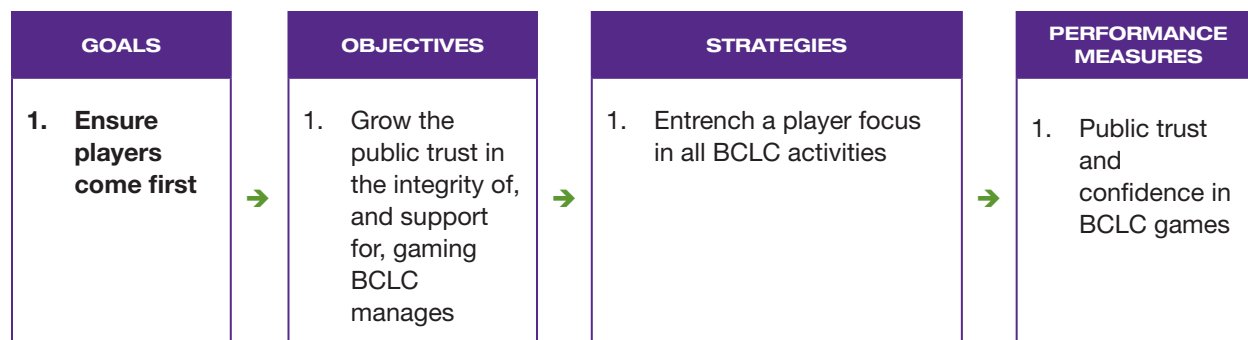 GOALS
1. Ensure
players
come first
OBJECTIVES
1. Grow the
public trust in
the integrity of,
and support
for, gaming
BCLC
manages
STRATEGIES
1. Entrench a player focus
in all BCLC activities
PERFORMANCE
MEASURES
1. Public trust
and
confidence in
BCLC games